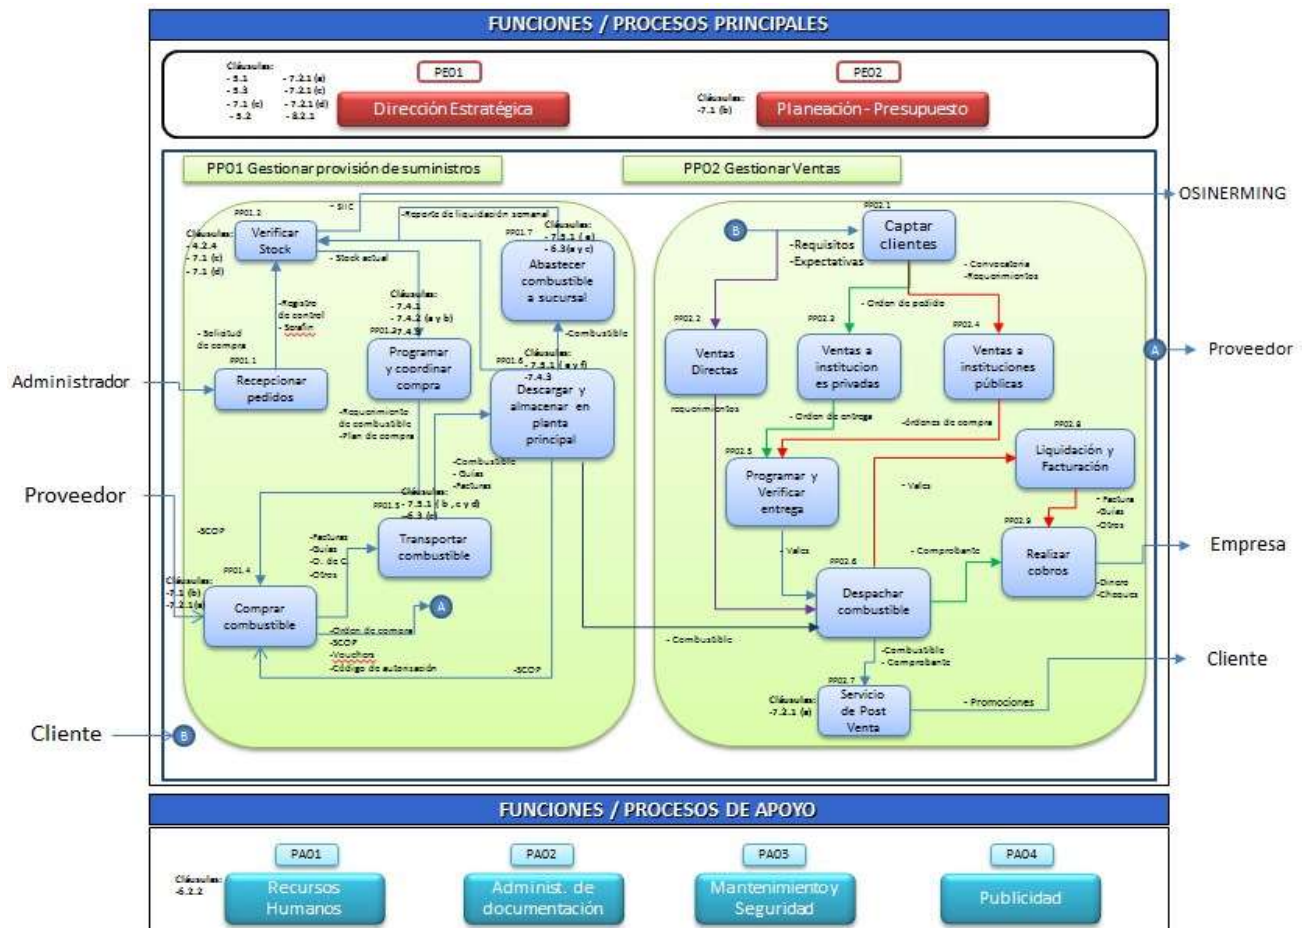 FUNCIONES / PROCESOS PRINCIPALES
Cláusulas:
- 5.1
- 5.3
- 7.1 (c)
- 5.2
- 7.2.1 (a)
- 7.2.1 (c)
- 7.2.1 (d)
- 8.2.1
PE01
Dirección Estratégica
Cláusulas:
-7.1 (b)
PE02
Planeación - Presupuesto
PP01 Gestionar provisión de suministros
PP02 Gestionar Ventas
OSINERMING
Proveedor
Empresa
Cliente
Administrador
Proveedor
Cliente
PP01.2
Verificar
Stock
Cláusulas:
- 4.2.4
- 7.1 (c)
- 7.1 (d)
- SIIC
-Reporte de liquidación semanal
- Stock actual
PP01.7
Cláusulas:
- 7.5.1 ( a)
- 6.3(a y c)
Abastecer
combustible
a sucursal
-Registro
de control
- Scrafin
- Solicitud
de compra
PP01.1
Recepcionar
pedidos
Cláusulas:
- 7.4.1
- 7.4.2 (a y b)
- 7.4.3
Programar
y coordinar
compra
-Combustible
PP01.6
Cláusulas:
- 7.5.1 ( e y f)
-7.4.3
Descargar y
almacenar en
planta
principal
-Requerimiento
de combustible
- Plan de compra
-Combustible
- Guías
-Facturas
PP01.5
Cláusulas:
- 7.5.1 ( b , c y d)
-6.3 (c)
Transportar
combustible
-SCOP
-Facturas
-Guías
-O. de C.
- Otros
PP01.4
Cláusulas:
-7.1 (b)
-7.2.1(a)
Comprar
combustible
A
-Orden de compra
-SCOP
-Vouchers
-Código de autorización
-SCOP
B
PP02.1
Captar
clientes
B
-Requisitos
-Expectativas
- Convocatoria
-Requerimientos
- Orden de pedido
PP02.2
Ventas
Directas
PP02.3
Ventas a
institucion
es privadas
PP02.4
Ventas a
instituciones
públicas
A
requerimientos
- Orden de entrega
-órdenes de compra
PP02.5
Programar y
Verificar
entrega
PP02.8
Liquidación y
Facturación
- Vales
- Factura
-Guías
-Otros
- Vales
PP02.6
Despachar
combustible
- Comprobante
PP02.9
Realizar
cobros
-Dinero
-Cheques
- Combustible
-Combustible
- Comprobante
PP02.7
Cláusulas:
-7.2.1 (a)
Servicio
de Post
Venta
- Promociones
FUNCIONES / PROCESOS DE APOYO
Cláusulas:
-6.2.2
PA01
Recursos
Humanos
PA02
Administ. de
documentación
PA03
Mantenimiento y
Seguridad
PA04
Publicidad